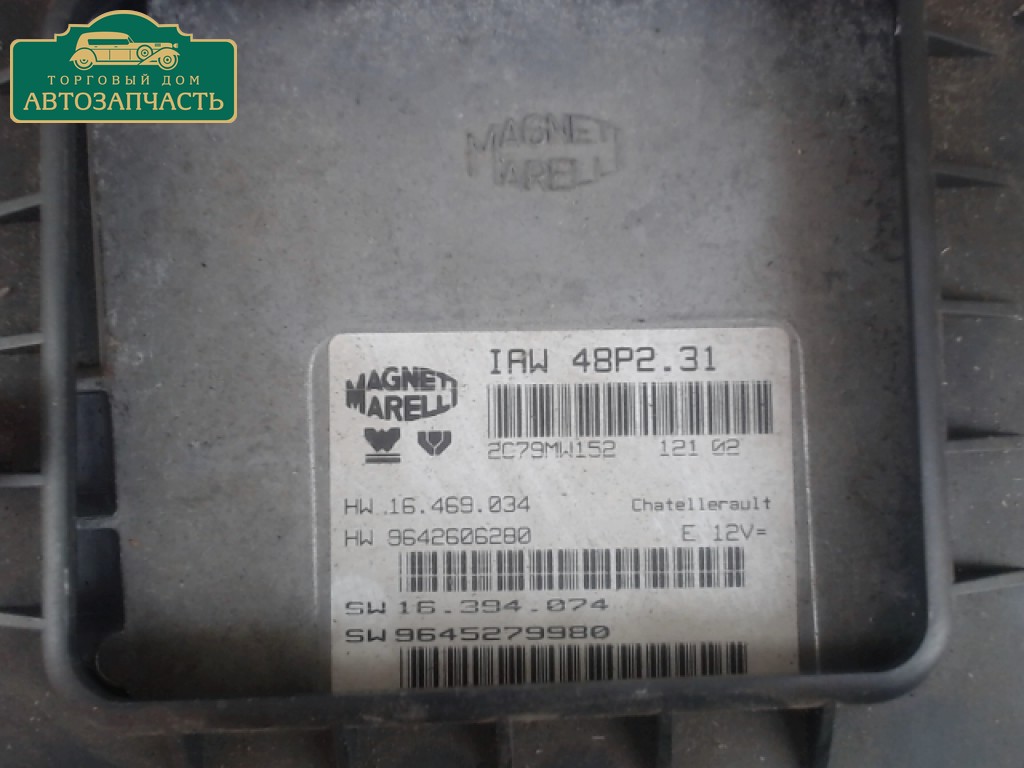 ТОРГОВЫЙ ДОМ
АВТОЗАПЧАСТЬ
MAGNETI
MARELLI
MAGNETI
MARELLI
IAW 48P2.31
2C79MW152 121 02
HW 16.469.034 Chatellerault
HW 9642606280 E 12V=
SW 16.394.074
SW 9645279980